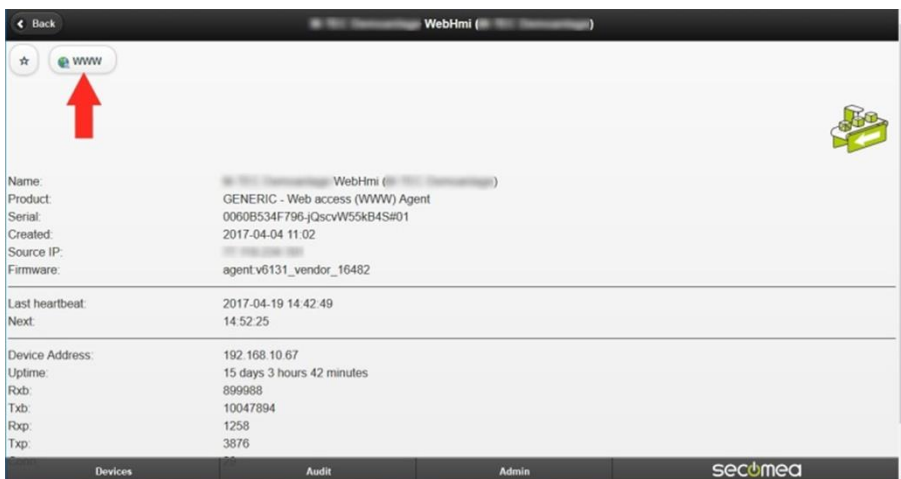 Back
WebHmi (
)
WWW
Name: WebHmi ( )
Product: GENERIC - Web access (WWW) Agent
Serial: 0060B534F796-jQscvW55kB4S#01
Created: 2017-04-04 11:02
Source IP:
Firmware: agent:v6131_vendor_16482
Last heartbeat: 2017-04-19 14:42:49
Next: 14:52:25
Device Address: 192.168.10.67
Uptime: 15 days 3 hours 42 minutes
Rxb: 899988
Txb: 10047894
Rxp: 1258
Txp: 3876
Devices Audit Admin secomea